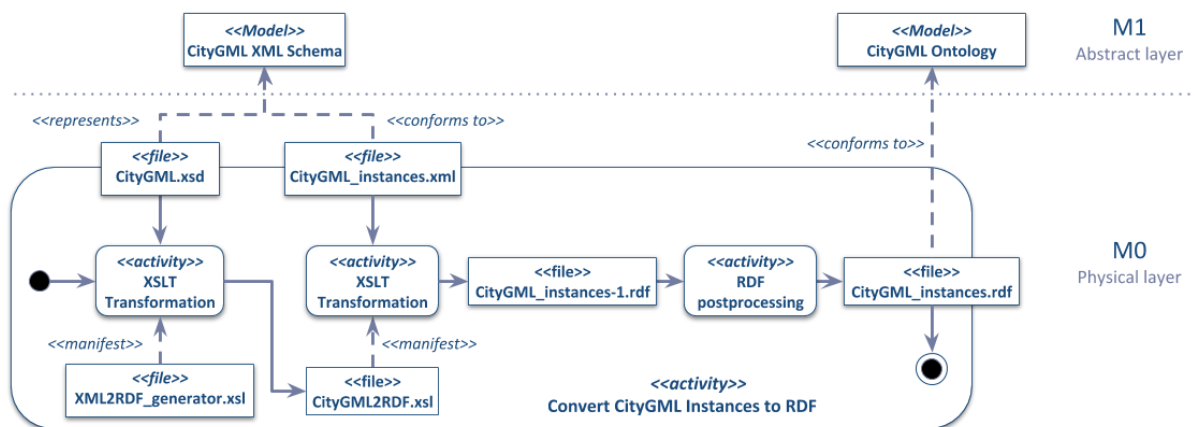 <<Model>>
CityGML XML Schema
<<Model>>
CityGML Ontology
M1
Abstract layer
<<represents>>
<<conforms to>>
<<conforms to>>
<<file>>
CityGML.xsd
<<file>>
CityGML_instances.xml
<<activity>>
XSLT
Transformation
<<activity>>
XSLT
Transformation
<<file>>
CityGML_instances-1.rdf
<<activity>>
RDF
postprocessing
<<file>>
CityGML_instances.rdf
M0
Physical layer
<<manifest>>
<<manifest>>
<<file>>
XML2RDF_generator.xsl
<<file>>
CityGML2RDF.xsl
<<activity>>
Convert CityGML Instances to RDF